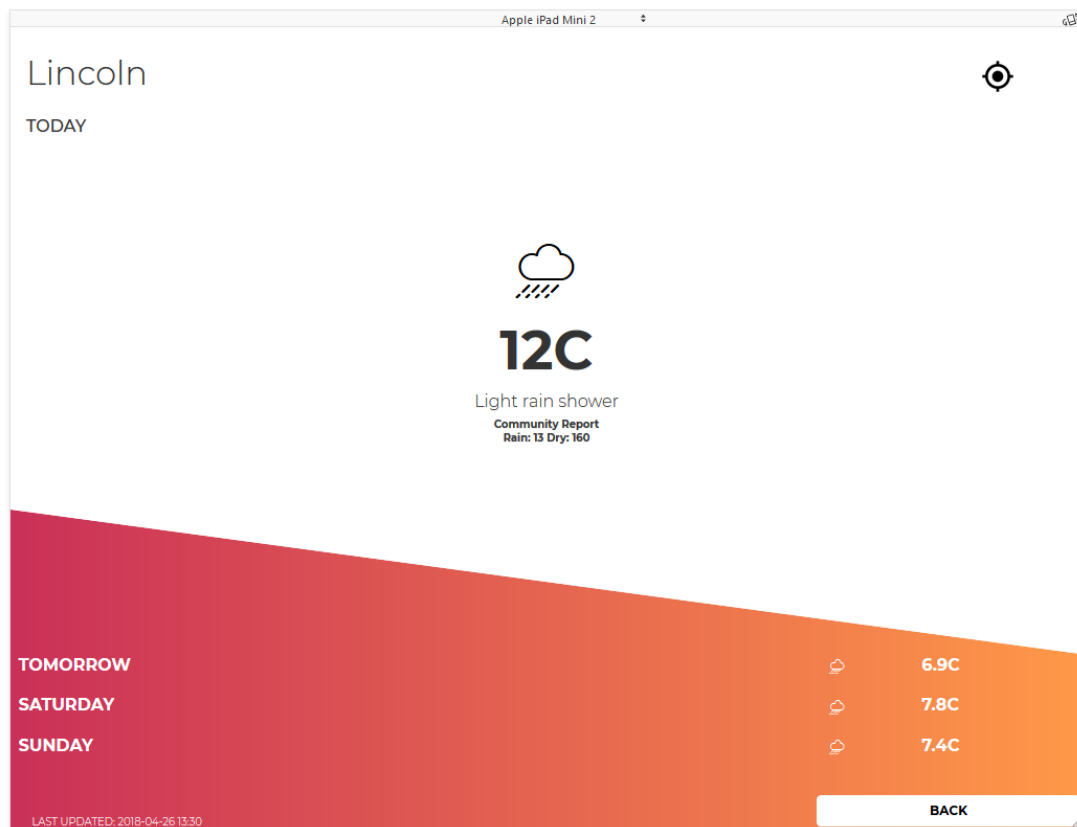 Apple iPad Mini 2
Lincoln
TODAY
12C
Light rain shower
Community Report
Rain: 13 Dry: 160
TOMORROW 6.9C
SATURDAY 7.8C
SUNDAY 7.4C
BACK
LAST UPDATED: 2018-04-26 13:30